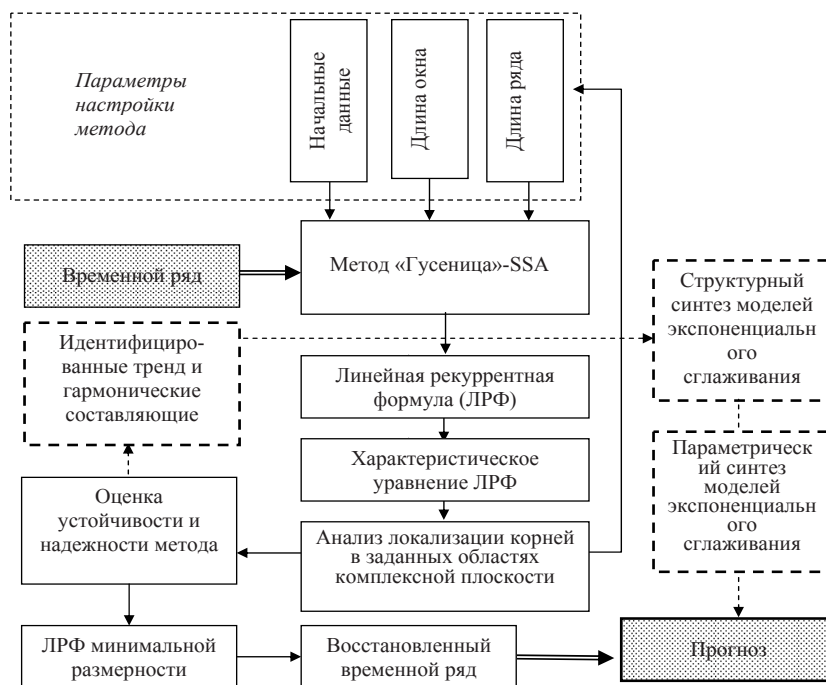 Параметры
настройки
метода
Начальные
данные
Длина окна
Длина ряда
Временной ряд
Метод «Гусеница»-SSA
Структурный
синтез моделей
экспоненциальн
ого
сглаживания
Идентифициро-
ванные тренд и
гармонические
составляющие
Линейная рекуррентная
формула (ЛРФ)
Характеристическое
уравнение ЛРФ
Параметрическ
ий синтез
моделей
экспоненциальн
ого
сглаживания
Оценка
устойчивости и
надежности метода
Анализ локализации корней
в заданных областях
комплексной плоскости
ЛРФ минимальной
размерности
Восстановленный
временной ряд
Прогноз